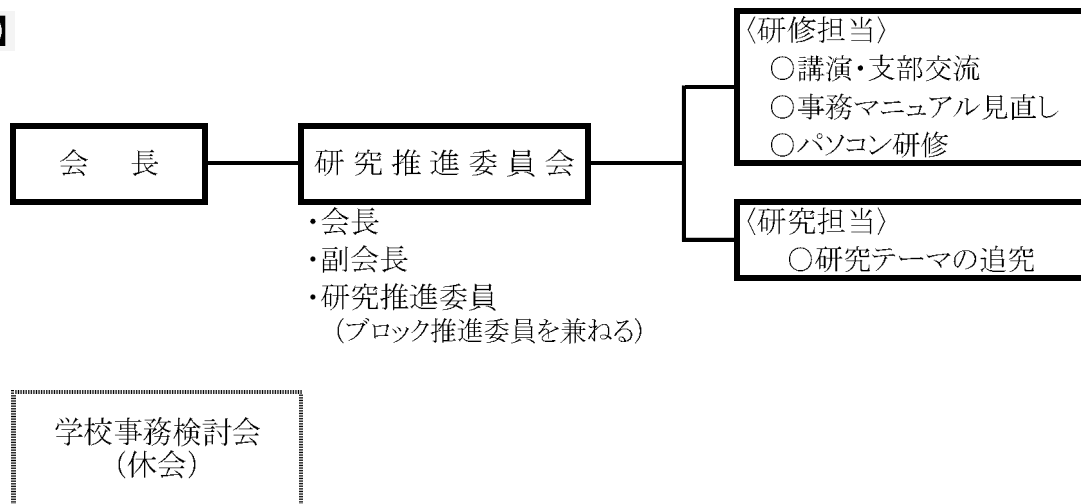 会長
研究推進委員会
・会長
・副会長
・研究推進委員
(ブロック推進委員を兼ねる)
〈研修担当〉
○講演・支部交流
○事務マニュアル見直し
○パソコン研修
〈研究担当〉
○研究テーマの追究
学校事務検討会
(休会)